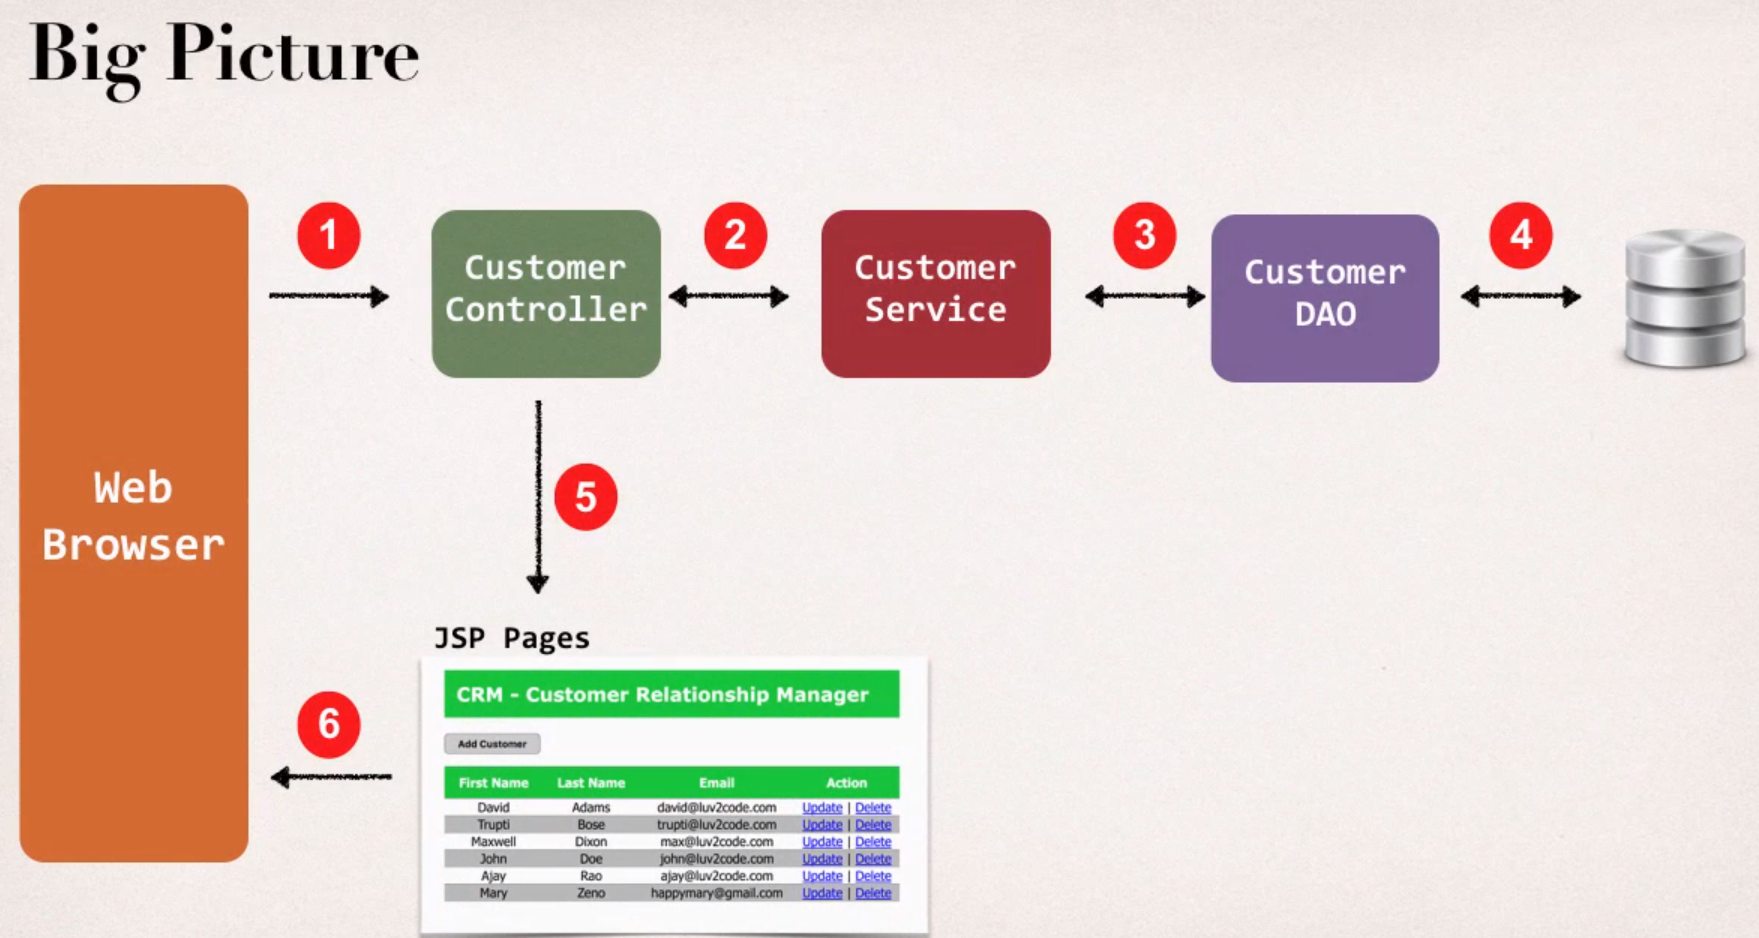 Big Picture
1
2
3
4
Customer
Controller
Customer
Service
Customer
DAO
Web
Browser
5
JSP Pages
6
CRM - Customer Relationship Manager
Add Customer
First Name Last Name Email Action
David Adams david@luv2code.com Update | Delete
Trupti Bose trupti@luv2code.com Update | Delete
Maxwell Dixon max@luv2code.com Update | Delete
John Doe john@luv2code.com Update | Delete
Ajay Rao ajay@luv2code.com Update | Delete
Mary Zeno happymary@gmail.com Update | Delete